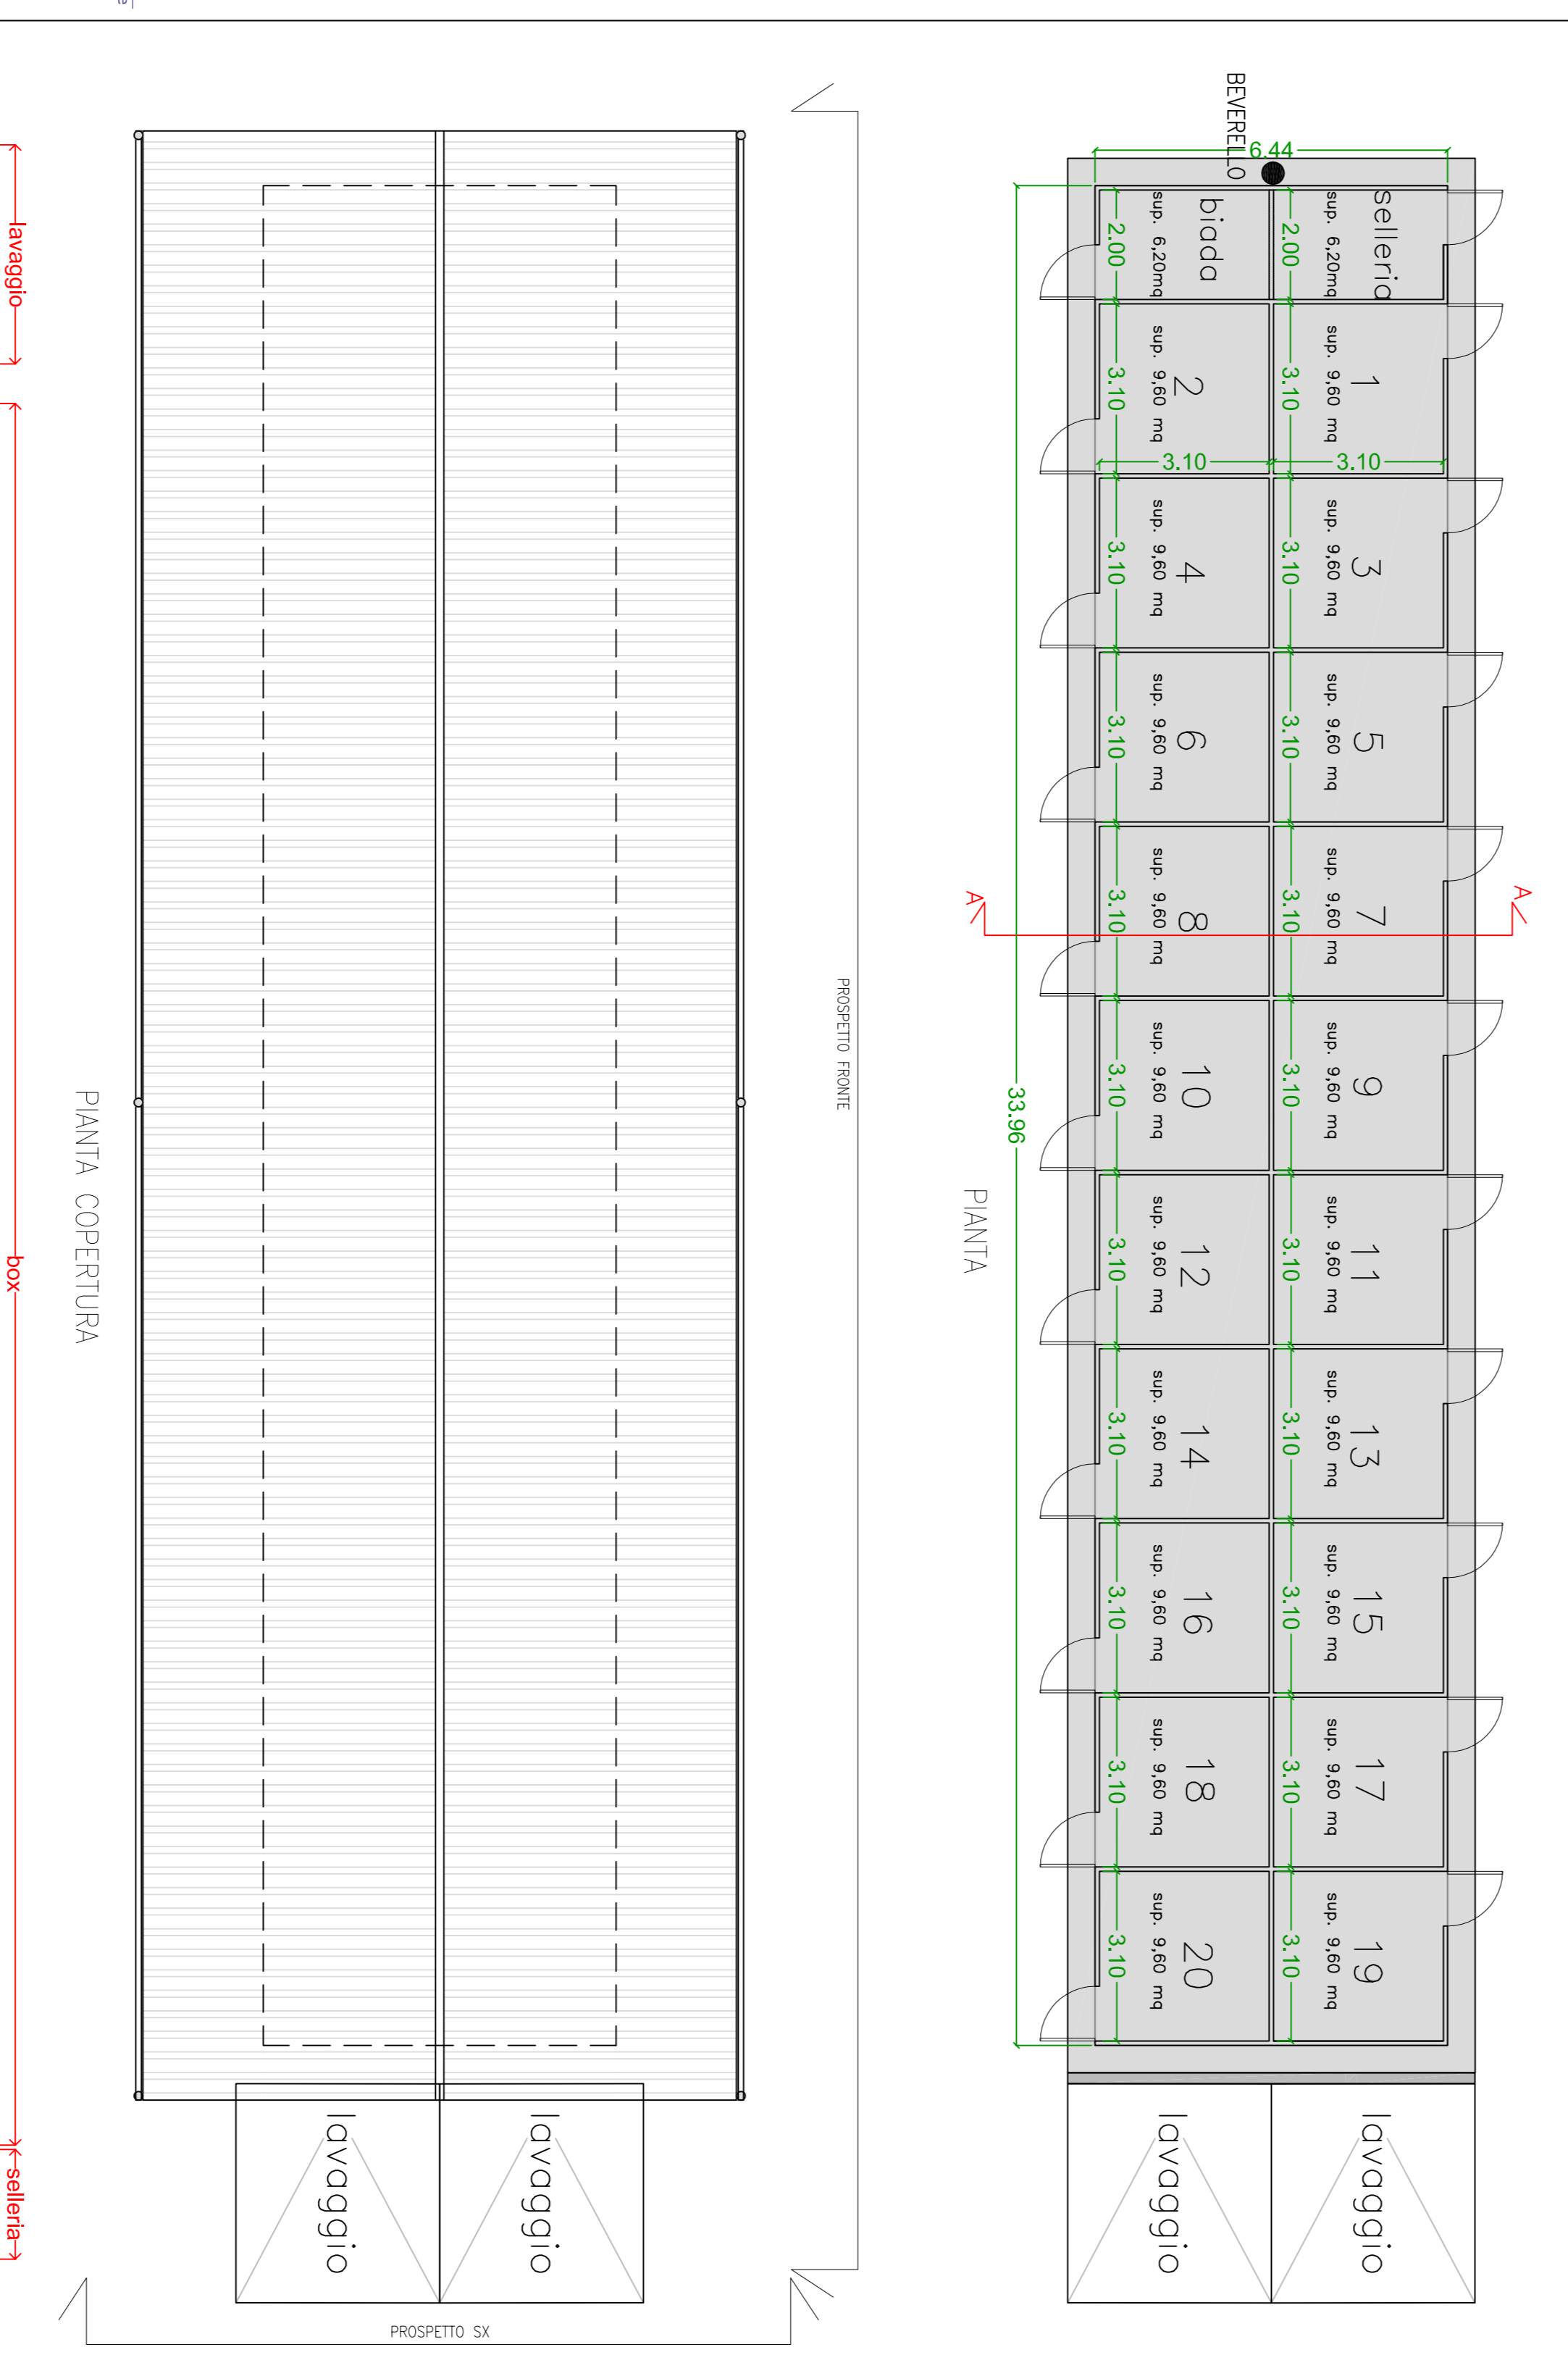 BEVERELLO
6.44
selleria
sup. 6,20mq
2.00
biada
sup. 6,20mq
2.00
1
sup. 9,60 mq
3.10
3.10
2
sup. 9,60 mq
3.10
3.10
3
sup. 9,60 mq
3.10
4
sup. 9,60 mq
3.10
5
sup. 9,60 mq
3.10
6
sup. 9,60 mq
3.10
7
sup. 9,60 mq
3.10
8
sup. 9,60 mq
3.10
A
A
9
sup. 9,60 mq
3.10
10
sup. 9,60 mq
3.10
11
sup. 9,60 mq
3.10
12
sup. 9,60 mq
3.10
13
sup. 9,60 mq
3.10
14
sup. 9,60 mq
3.10
15
sup. 9,60 mq
3.10
16
sup. 9,60 mq
3.10
17
sup. 9,60 mq
3.10
18
sup. 9,60 mq
3.10
19
sup. 9,60 mq
3.10
20
sup. 9,60 mq
3.10
lavaggio
lavaggio
33.96
PIANTA
PROSPETTO FRONTE
lavaggio
lavaggio
PROSPETTO SX
PIANTA COPERTURA
lavaggio
box
selleria